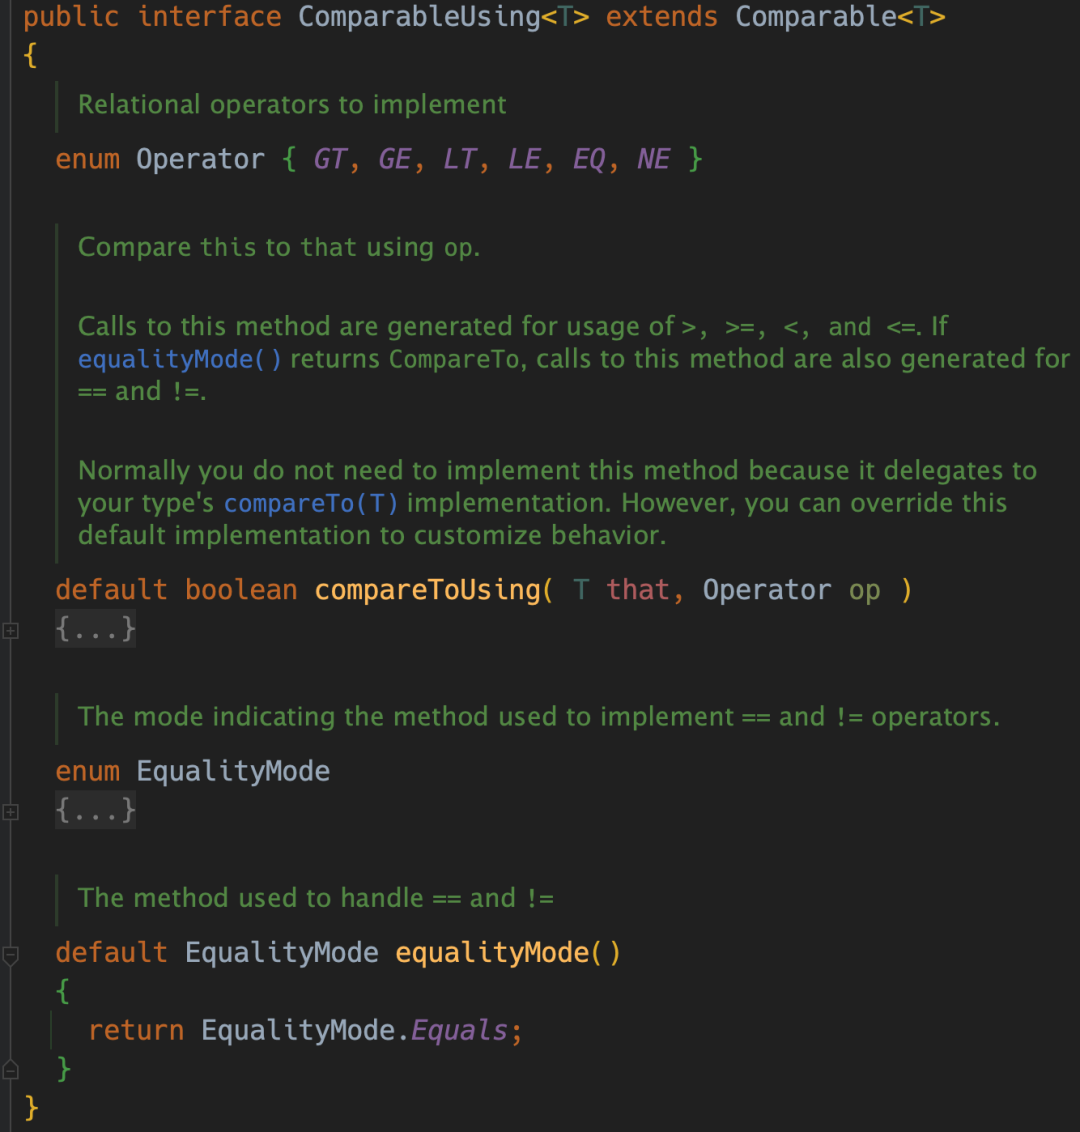 public interface ComparableUsing<T> extends Comparable<T>
{
Relational operators to implement
enum Operator { GT, GE, LT, LE, EQ, NE }
Compare this to that using op.
Calls to this method are generated for usage of >, >=, <, and <=. If
equalityMode() returns CompareTo, calls to this method are also generated for
== and !=.
Normally you do not need to implement this method because it delegates to
your type's compareTo(T) implementation. However, you can override this
default implementation to customize behavior.
default boolean compareToUsing( T that, Operator op )
{...}
The mode indicating the method used to implement == and != operators.
enum EqualityMode
{...}
The method used to handle == and !=
default EqualityMode equalityMode()
{
return EqualityMode.Equals;
}
}